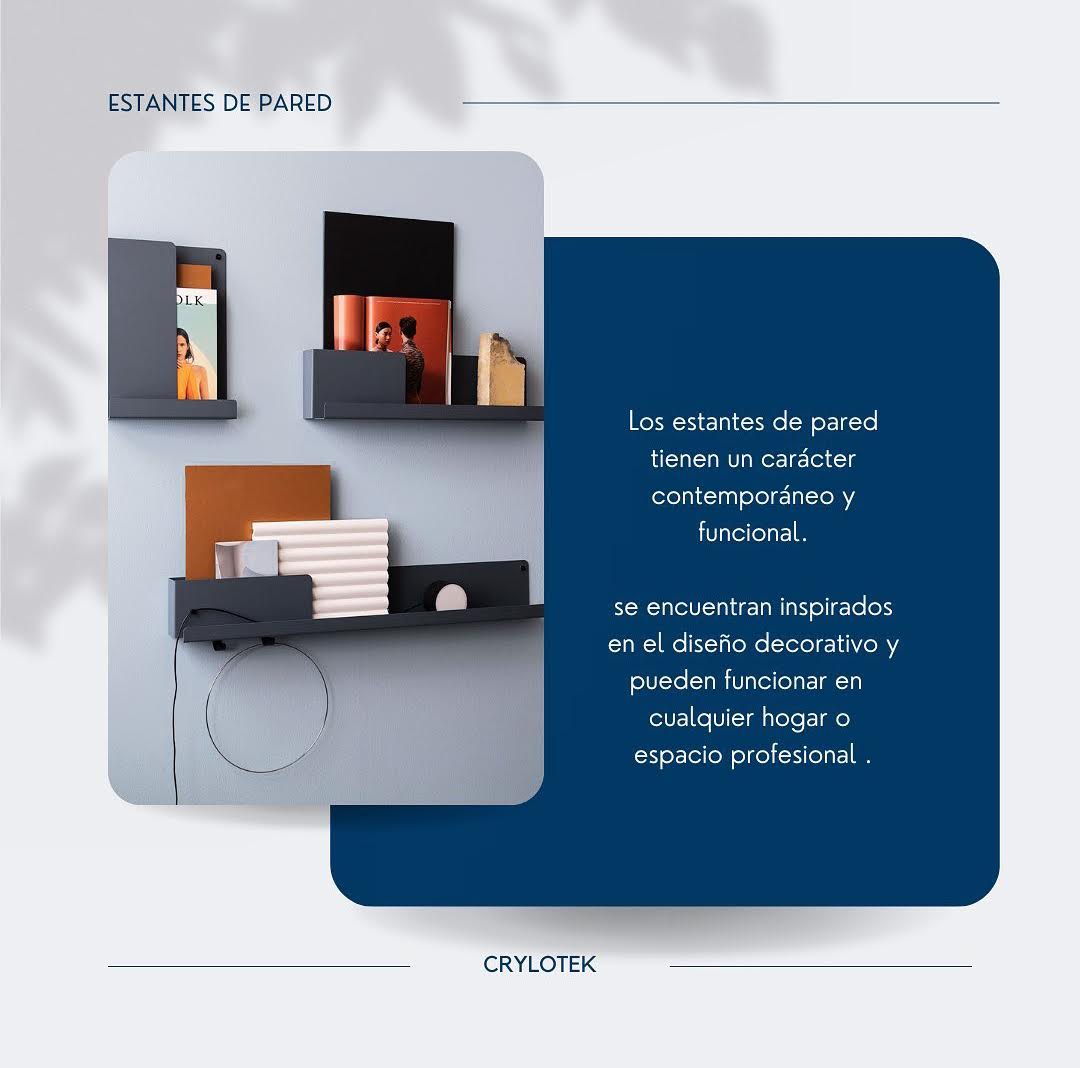 ESTANTES DE PARED
OLK
Los estantes de pared
tienen un carácter
contemporáneo y
funcional.
se encuentran inspirados
en el diseño decorativo y
pueden funcionar en
cualquier hogar o
espacio profesional .
CRYLOTEK